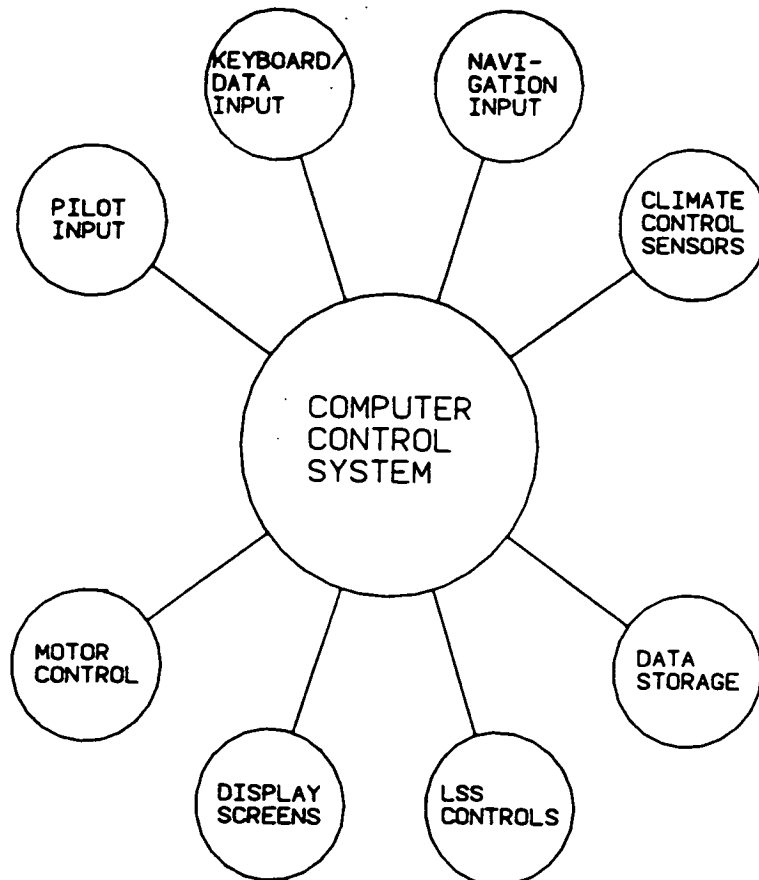 KEYBOARD/
DATA
INPUT
NAVI-
GATION
INPUT
PILOT
INPUT
CLIMATE
CONTROL
SENSORS
COMPUTER
CONTROL
SYSTEM
MOTOR
CONTROL
DATA
STORAGE
DISPLAY
SCREENS
LSS
CONTROLS